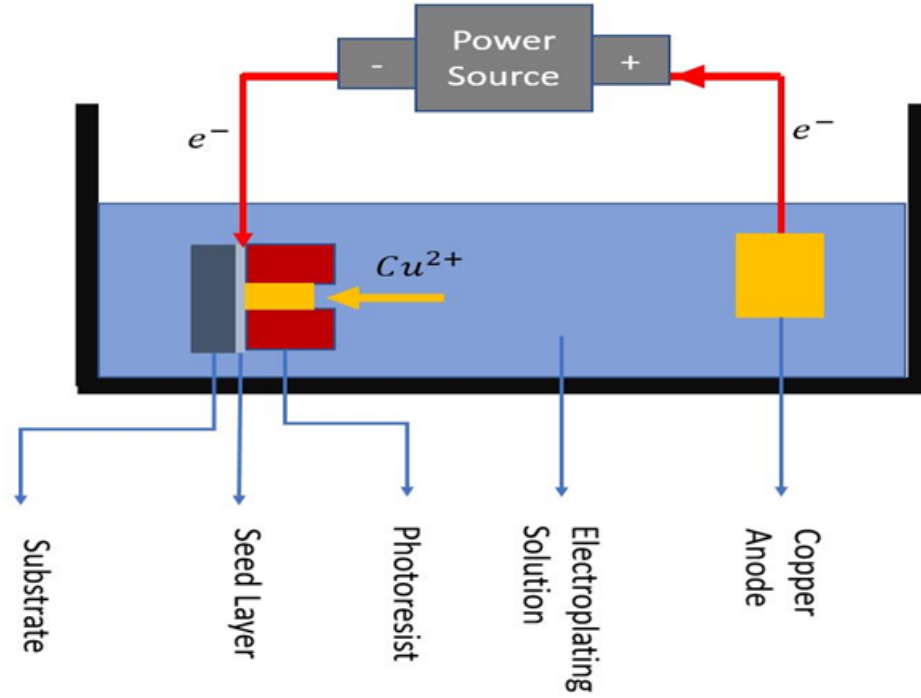 Power
Source
-
+
e⁻
e⁻
Cu²⁺
Substrate
Seed Layer
Photoresist
Electroplating
Solution
Copper
Anode